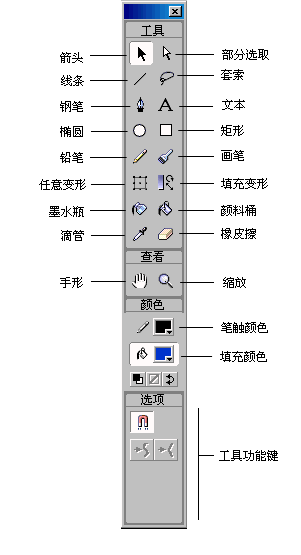 工具
箭头
部分选取
线条
套索
钢笔
A
文本
椭圆
矩形
铅笔
画笔
任意变形
填充变形
墨水瓶
颜料桶
滴管
橡皮擦
查看
手形
缩放
颜色
笔触颜色
填充颜色
选项
工具功能键